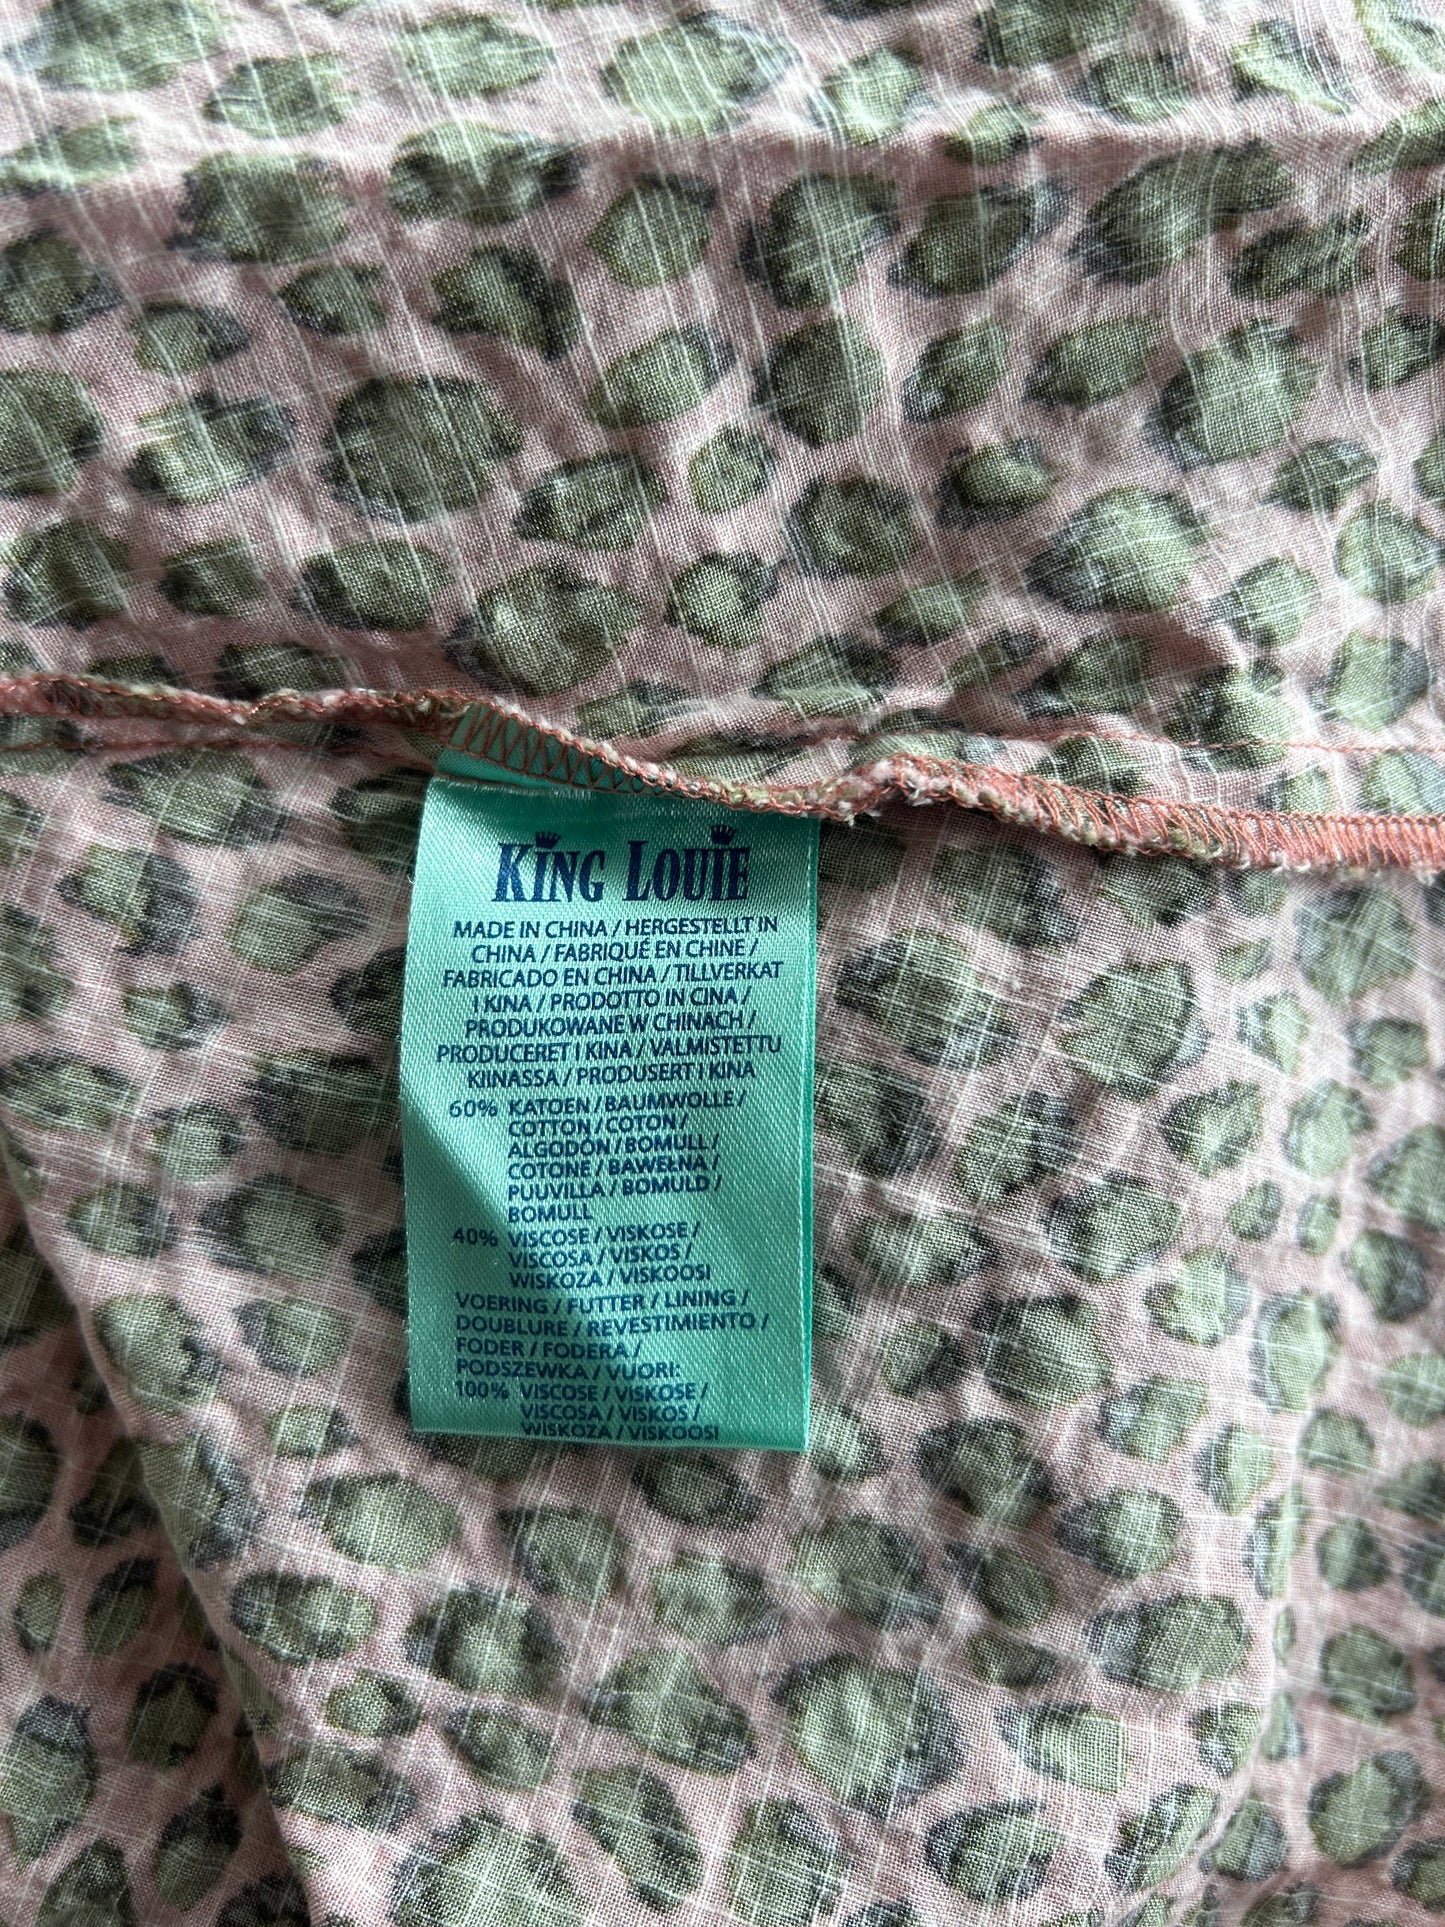 KING LOUIE
MADE IN CHINA / HERGESTELLT IN
CHINA / FABRIQUÉ EN CHINE /
FABRICADO EN CHINA / TILLVERKAT
I KINA / PRODOTTO IN CINA /
PRODUKOWANE W CHINACH /
PRODUCERET I KINA / VALMISTETTU
KIINASSA / PRODUSERT I KINA
60% KATOEN / BAUMWOLLE /
COTTON / COTON /
ALGODÓN / BOMULL /
COTONE / BAWEŁNA /
PUUVILLA / BOMULD /
BOMULL
40% VISCOSE / VISKOSE /
VISCOSA / VISKOS /
WISKOZA / VISKOOSI
VOERING / FUTTER / LINING /
DOUBLURE / REVESTIMIENTO /
FODER / FODERA /
PODSZEWKA / VUORI:
100% VISCOSE / VISKOSE /
VISCOSA / VISKOS /
WISKOZA / VISKOOSI